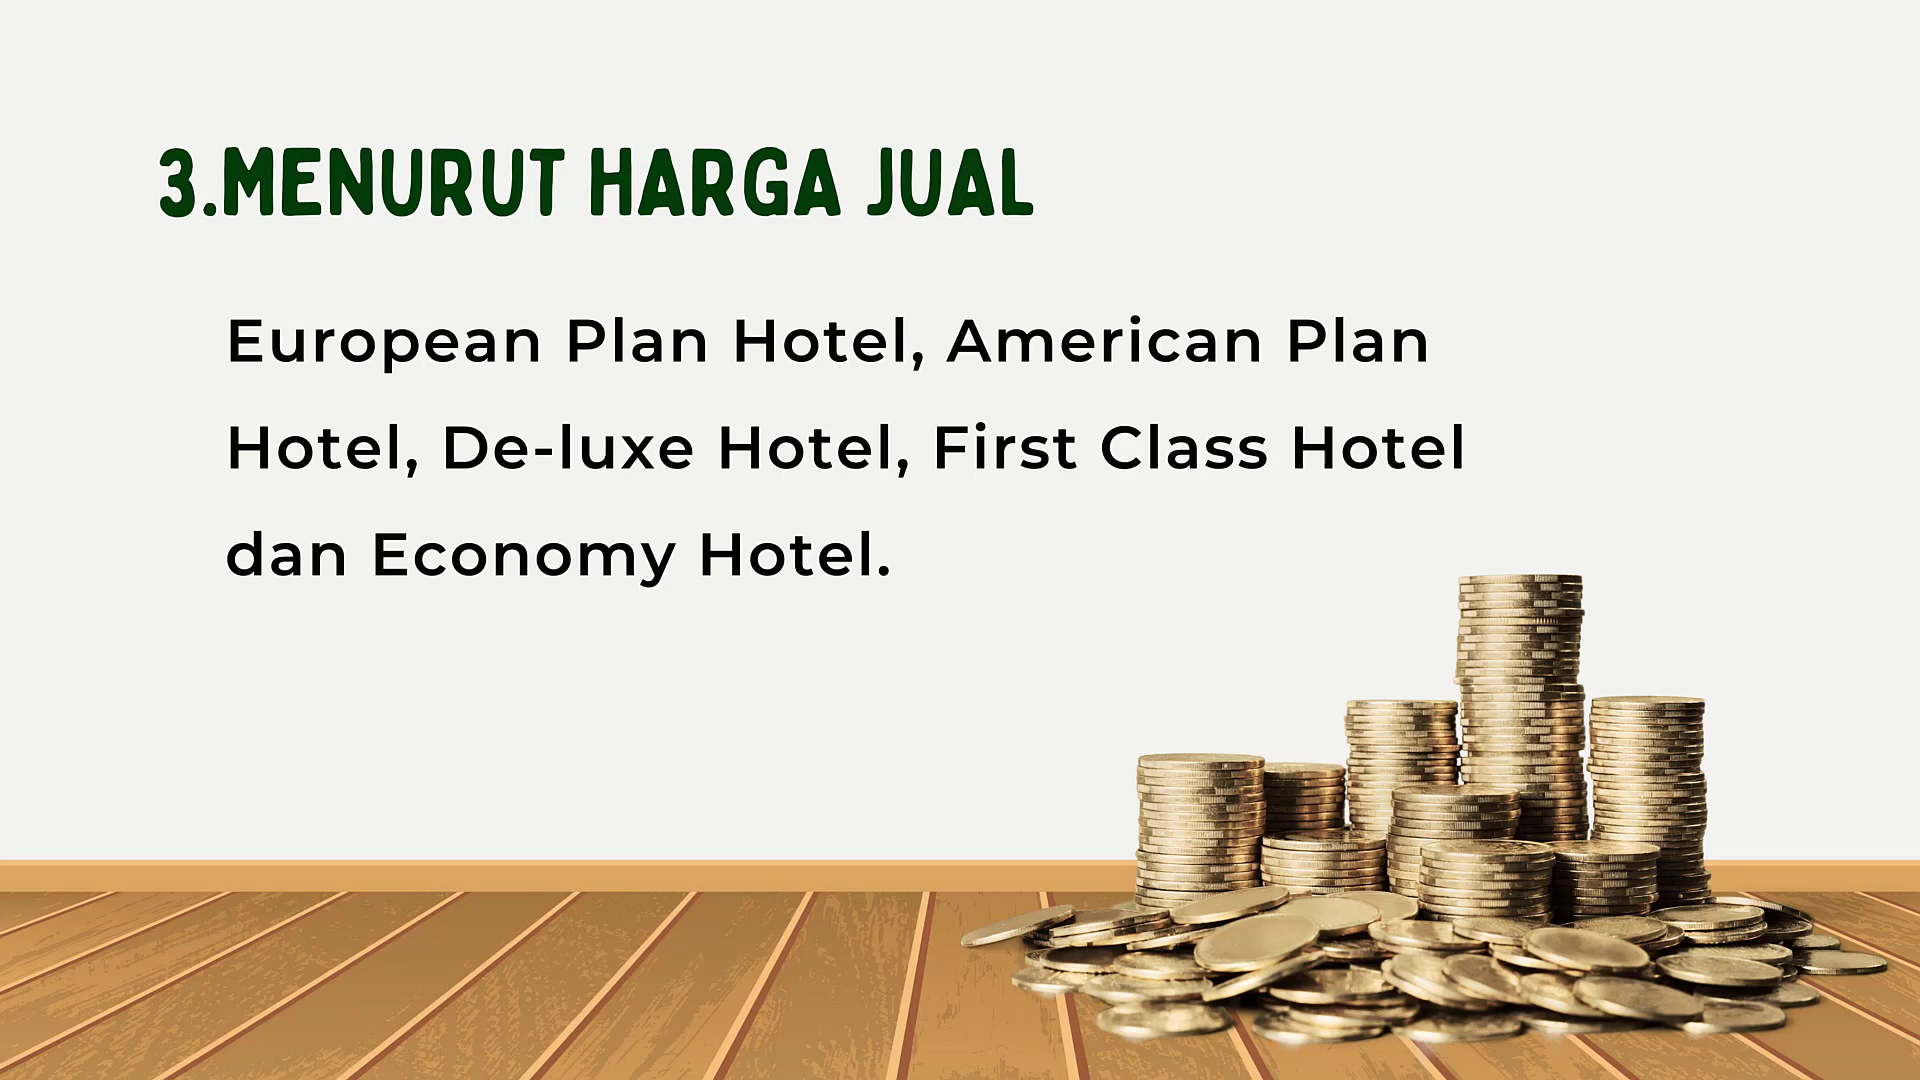 3.MENURUT HARGA JUAL
European Plan Hotel, American Plan
Hotel, De-luxe Hotel, First Class Hotel
dan Economy Hotel.